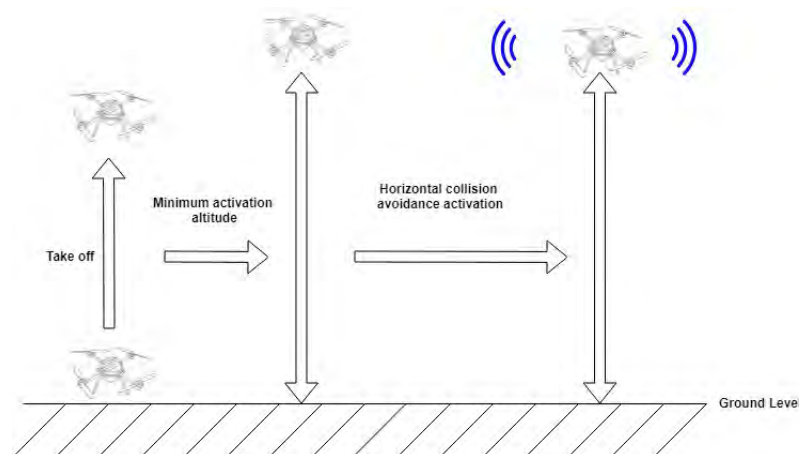 Minimum activation
altitude
Horizontal collision
avoidance activation
Take off
Ground Level